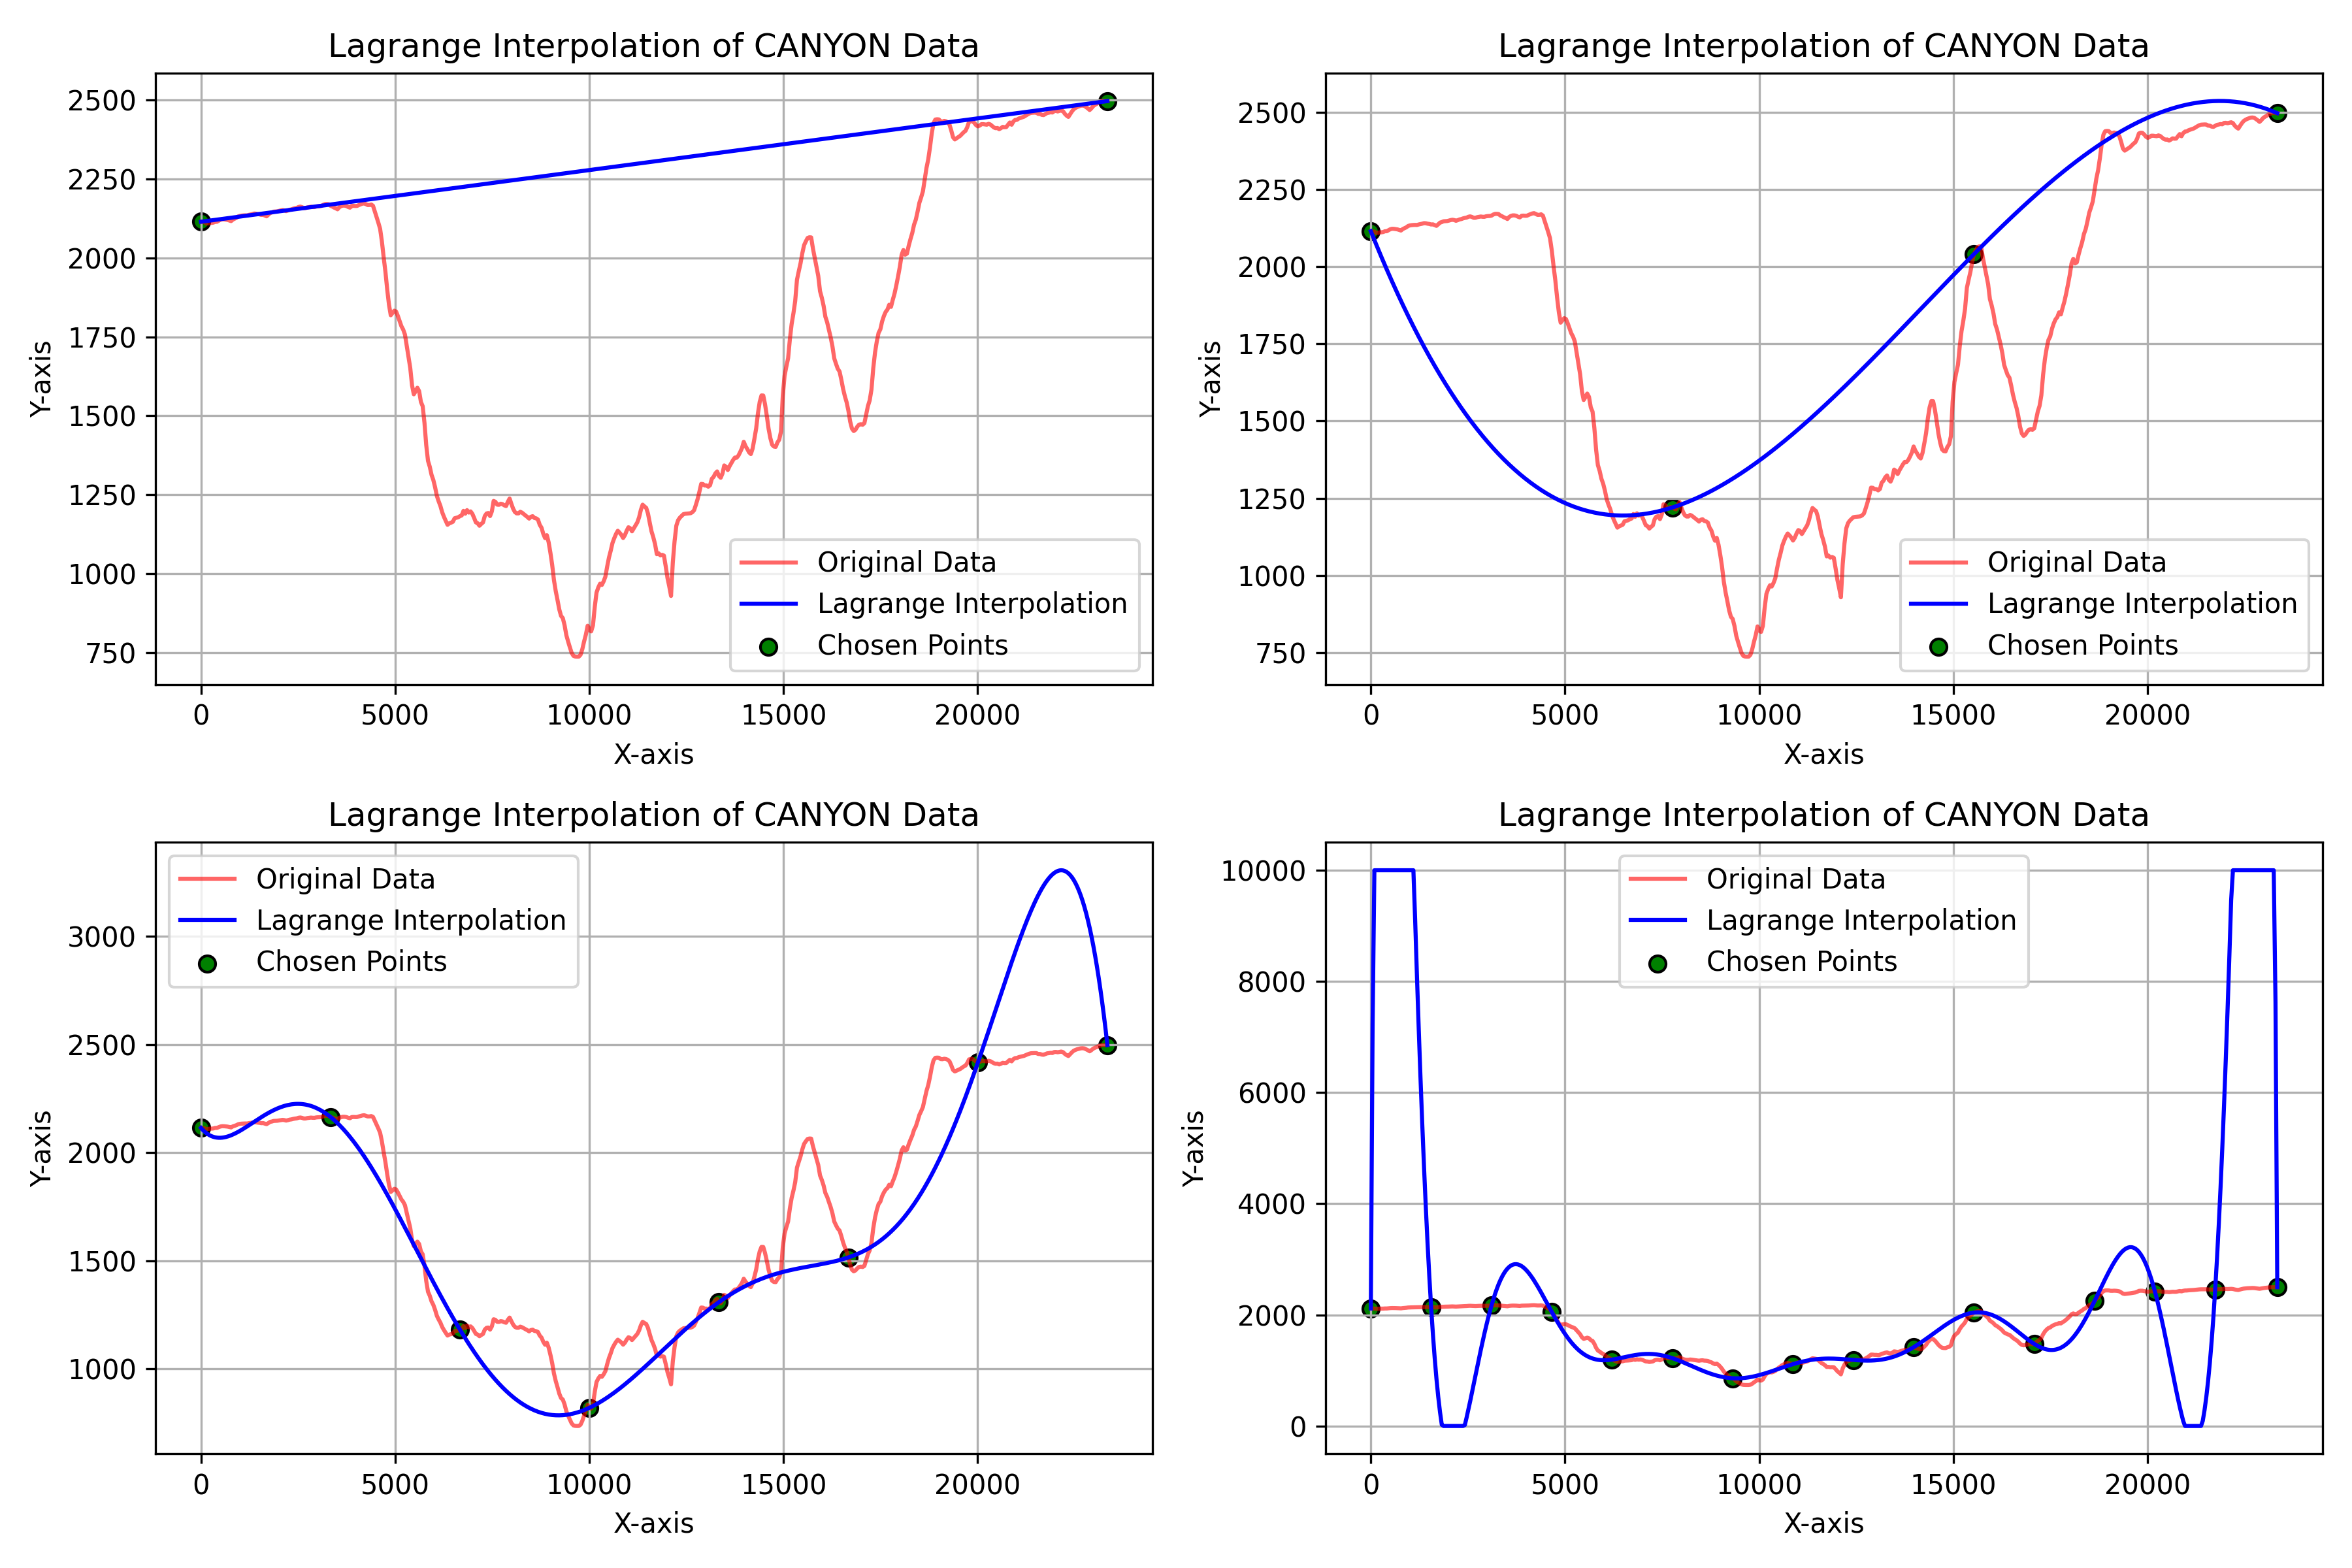 Lagrange Interpolation of CANYON Data
2500
2250
2000
1750
1500
1250
1000
750
Y-axis
Original Data
Lagrange Interpolation
Chosen Points
0 5000 10000 15000 20000
X-axis
Lagrange Interpolation of CANYON Data
2500
2250
2000
1750
1500
1250
1000
750
Y-axis
Original Data
Lagrange Interpolation
Chosen Points
0 5000 10000 15000 20000
X-axis
Lagrange Interpolation of CANYON Data
Original Data
Lagrange Interpolation
Chosen Points
3000
2500
2000
1500
1000
Y-axis
0 5000 10000 15000 20000
X-axis
Lagrange Interpolation of CANYON Data
Original Data
Lagrange Interpolation
Chosen Points
10000
8000
6000
4000
2000
0
Y-axis
0 5000 10000 15000 20000
X-axis